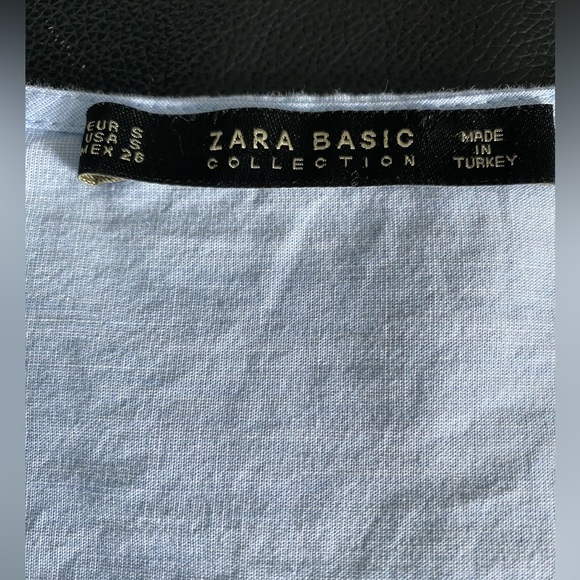 EUR S
USA S
MEX 26
ZARA BASIC
COLLECTION
MADE
IN
TURKEY